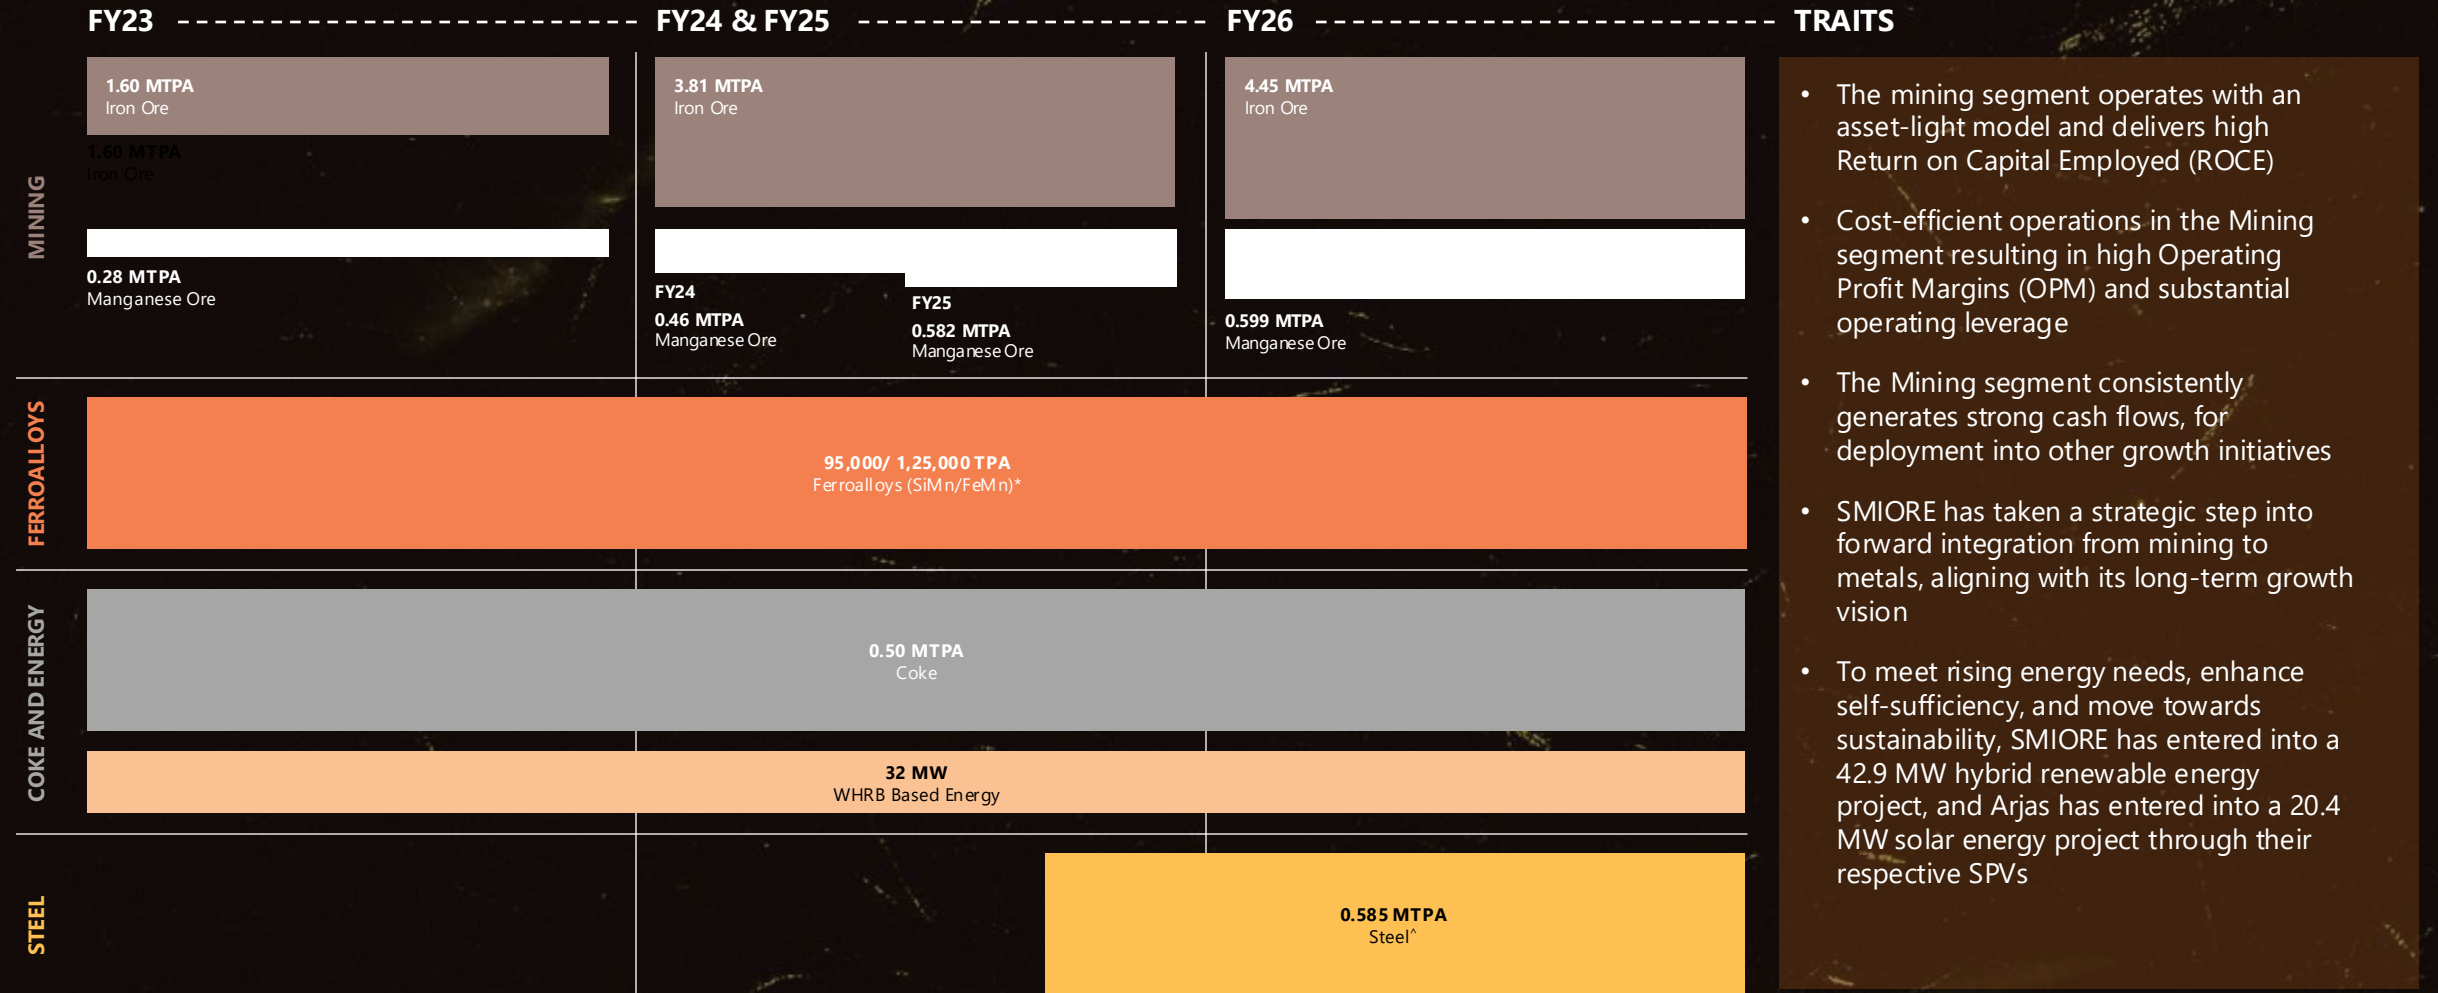 FY23
FY24 & FY25
FY26
TRAITS
MINING
1.60 MTPA
Iron Ore
1.60 MTPA
Iron Ore
0.28 MTPA
Manganese Ore
3.81 MTPA
Iron Ore
FY24
0.46 MTPA
Manganese Ore
FY25
0.582 MTPA
Manganese Ore
4.45 MTPA
Iron Ore
0.599 MTPA
Manganese Ore
FERROALLOYS
95,000/ 1,25,000 TPA
Ferroalloys (SiMn/FeMn)*
COKE AND ENERGY
0.50 MTPA
Coke
32 MW
WHRB Based Energy
STEEL
0.585 MTPA
Steel^
• The mining segment operates with an
asset-light model and delivers high
Return on Capital Employed (ROCE)
• Cost-efficient operations in the Mining
segment resulting in high Operating
Profit Margins (OPM) and substantial
operating leverage
• The Mining segment consistently
generates strong cash flows, for
deployment into other growth initiatives
• SMIORE has taken a strategic step into
forward integration from mining to
metals, aligning with its long-term growth
vision
• To meet rising energy needs, enhance
self-sufficiency, and move towards
sustainability, SMIORE has entered into a
42.9 MW hybrid renewable energy
project, and Arjas has entered into a 20.4
MW solar energy project through their
respective SPVs